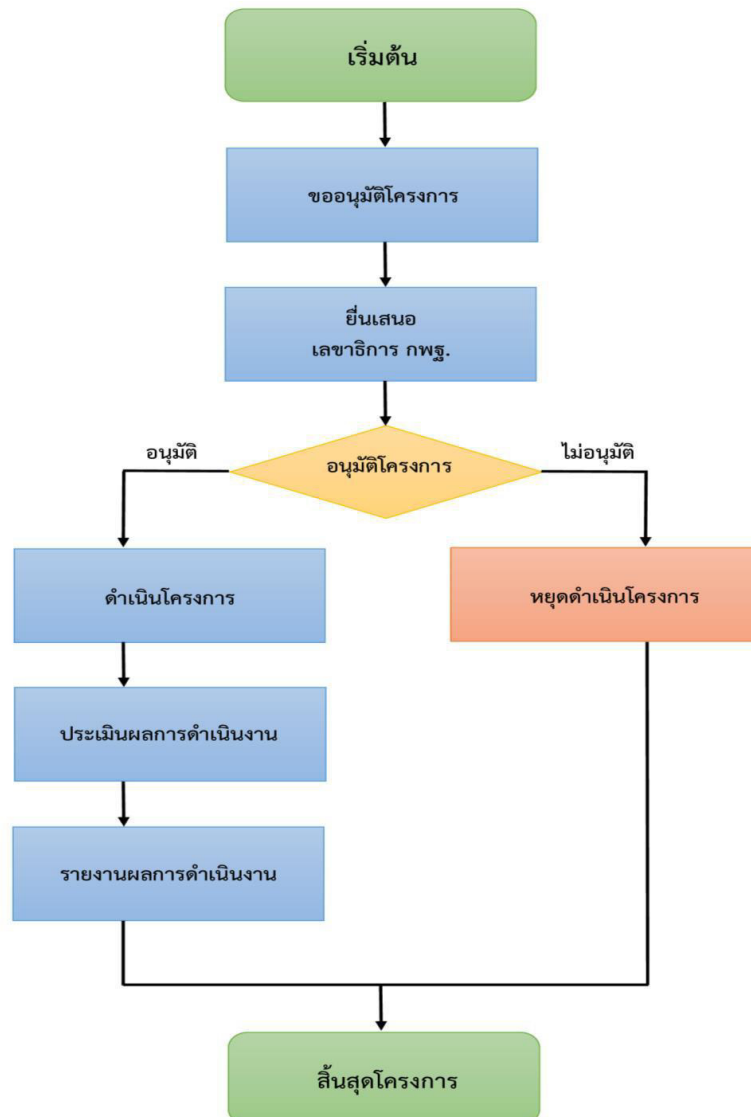 เริ่มต้น
ขออนุมัติโครงการ
ยื่นเสนอ
เลขาธิการ กพฐ.
อนุมัติ
อนุมัติโครงการ
ไม่อนุมัติ
ดำเนินโครงการ
หยุดดำเนินโครงการ
ประเมินผลการดำเนินงาน
รายงานผลการดำเนินงาน
สิ้นสุดโครงการ